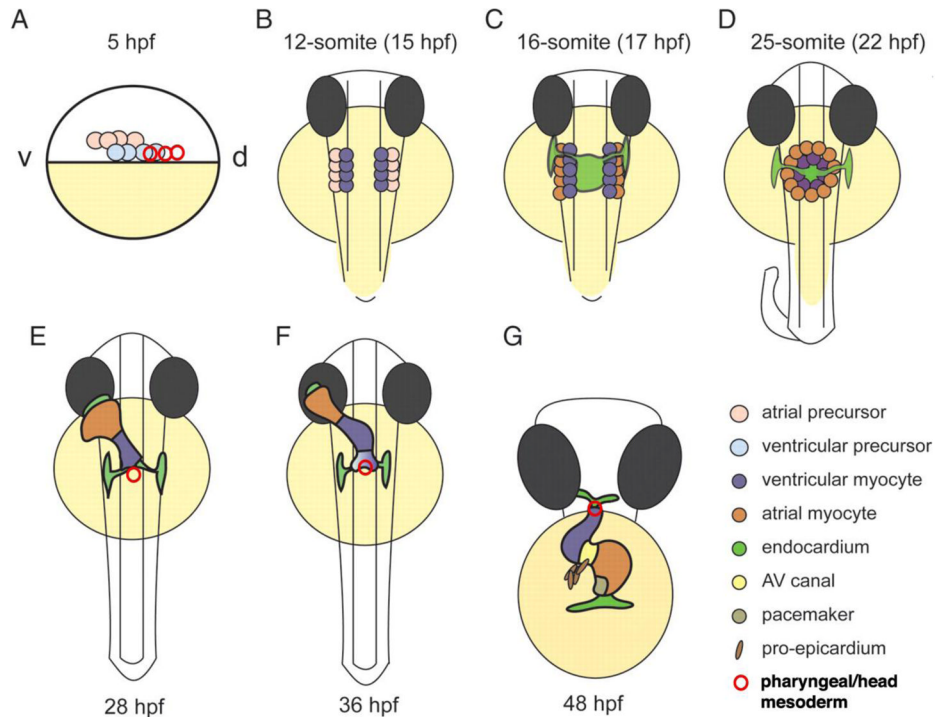 A
5 hpf
v
d
B
12-somite (15 hpf)
C
16-somite (17 hpf)
D
25-somite (22 hpf)
E
28 hpf
F
36 hpf
G
48 hpf
atrial precursor
ventricular precursor
ventricular myocyte
atrial myocyte
endocardium
AV canal
pacemaker
pro-epicardium
pharyngeal/head
mesoderm